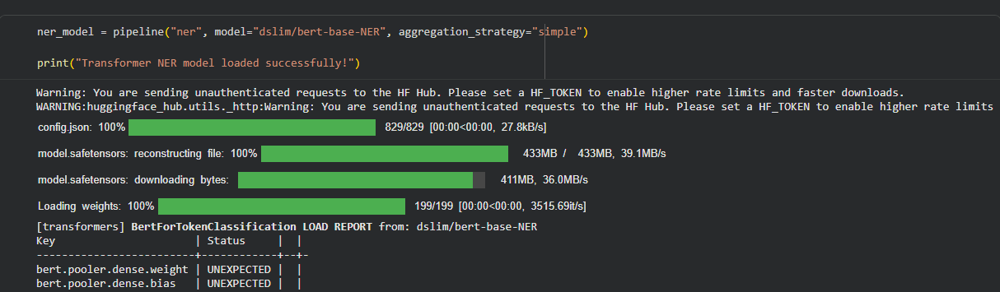 ner_model = pipeline("ner", model="dslim/bert-base-NER", aggregation_strategy="simple")
print("Transformer NER model loaded successfully!")
Warning: You are sending unauthenticated requests to the HF Hub. Please set a HF_TOKEN to enable higher rate limits and faster downloads.
WARNING:huggingface_hub.utils._http:Warning: You are sending unauthenticated requests to the HF Hub. Please set a HF_TOKEN to enable higher rate limits
config.json: 100% 829/829 [00:00<00:00, 27.8kB/s]
model.safetensors: reconstructing file: 100% 433MB / 433MB, 39.1MB/s
model.safetensors: downloading bytes: 411MB, 36.0MB/s
Loading weights: 100% 199/199 [00:00<00:00, 3515.69it/s]
[transformers] BertForTokenClassification LOAD REPORT from: dslim/bert-base-NER
Key | Status | |
-------------------------+------------+--+-
bert.pooler.dense.weight | UNEXPECTED | |
bert.pooler.dense.bias | UNEXPECTED | |